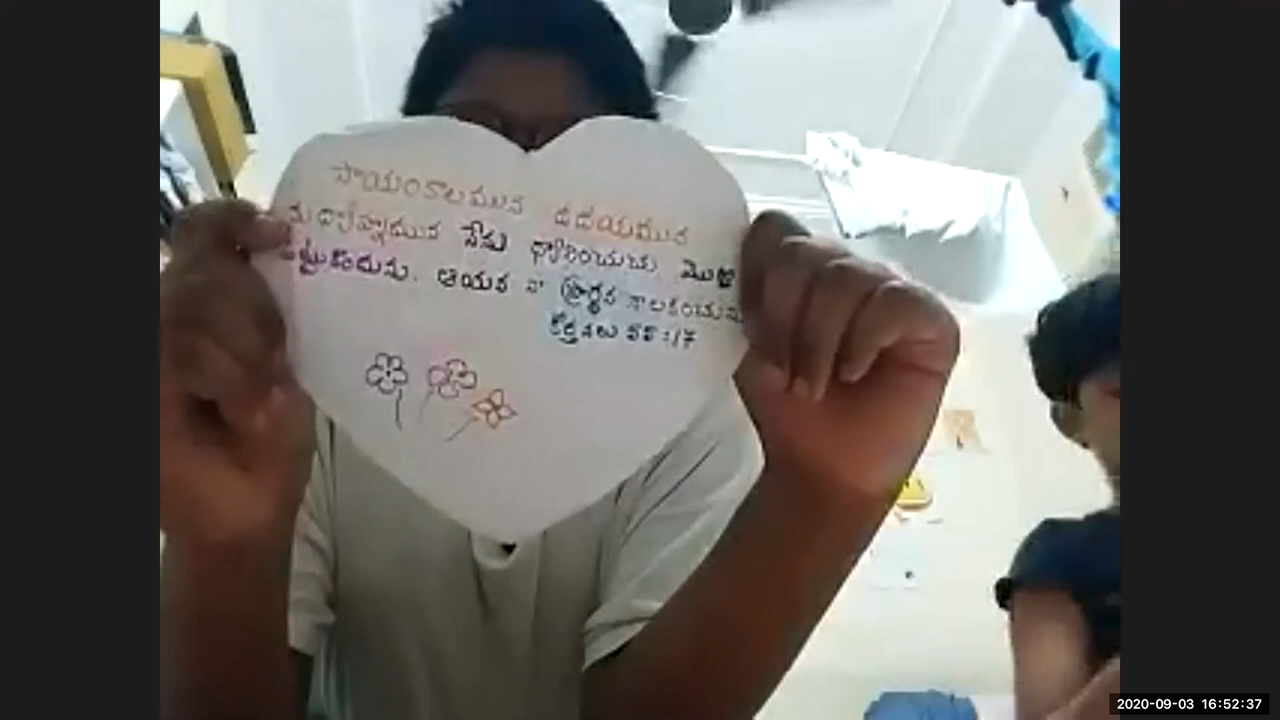 సాయంకాలమున ఉదయమున
మధ్యాహ్నమున నేను ధ్యానించుచు మొఱ్ఱ
పెట్టుకొందును. ఆయన నా ప్రార్థన నాలకించును
కీర్తనలు 55:17
2020-09-03 16:52:37